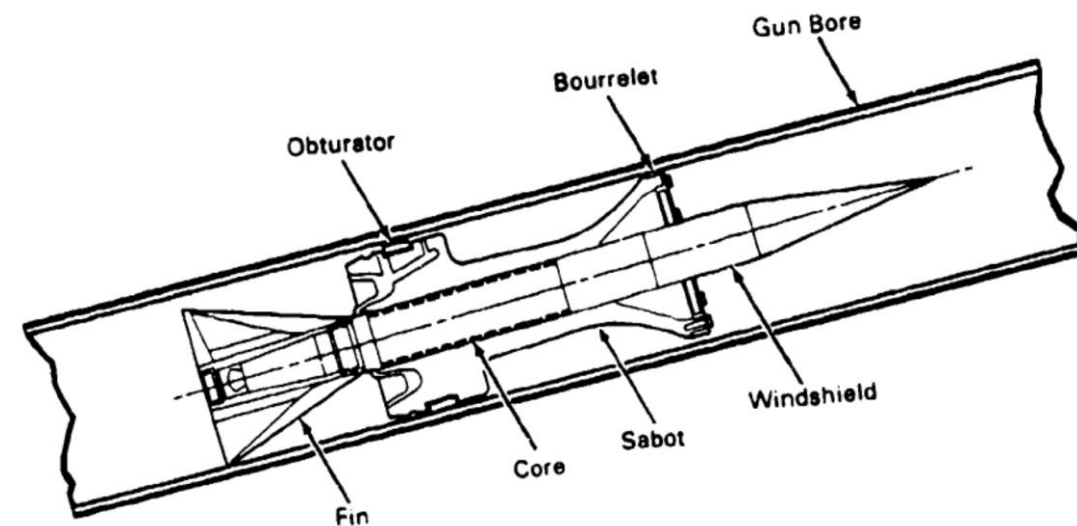 Gun Bore
Bourrelet
Obturator
Windshield
Sabot
Core
Fin